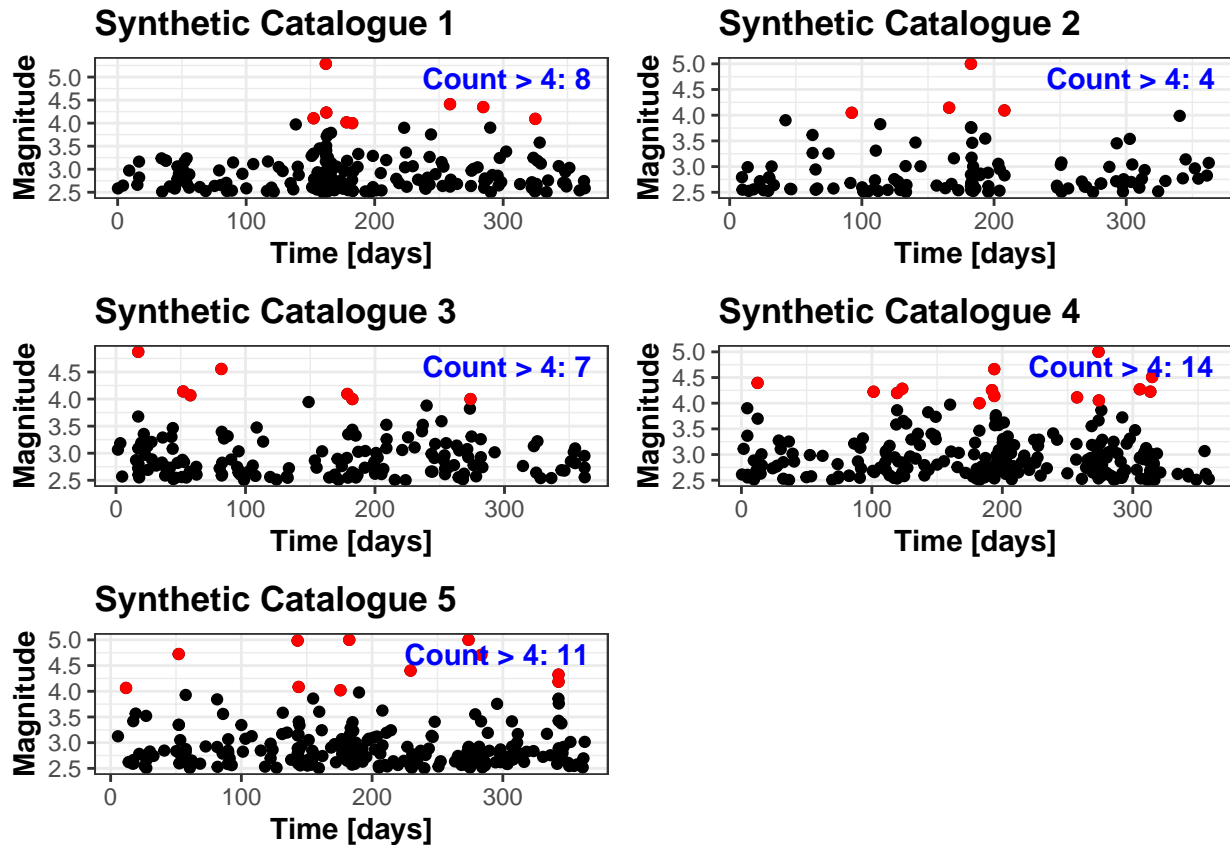 Synthetic Catalogue 1
Count > 4: 8
Magnitude
5.0
4.5
4.0
3.5
3.0
2.5
0 100 200 300
Time [days]
Synthetic Catalogue 2
Count > 4: 4
Magnitude
5.0
4.5
4.0
3.5
3.0
2.5
0 100 200 300
Time [days]
Synthetic Catalogue 3
Count > 4: 7
Magnitude
4.5
4.0
3.5
3.0
2.5
0 100 200 300
Time [days]
Synthetic Catalogue 4
Count > 4: 14
Magnitude
5.0
4.5
4.0
3.5
3.0
2.5
0 100 200 300
Time [days]
Synthetic Catalogue 5
Count > 4: 11
Magnitude
5.0
4.5
4.0
3.5
3.0
2.5
0 100 200 300
Time [days]